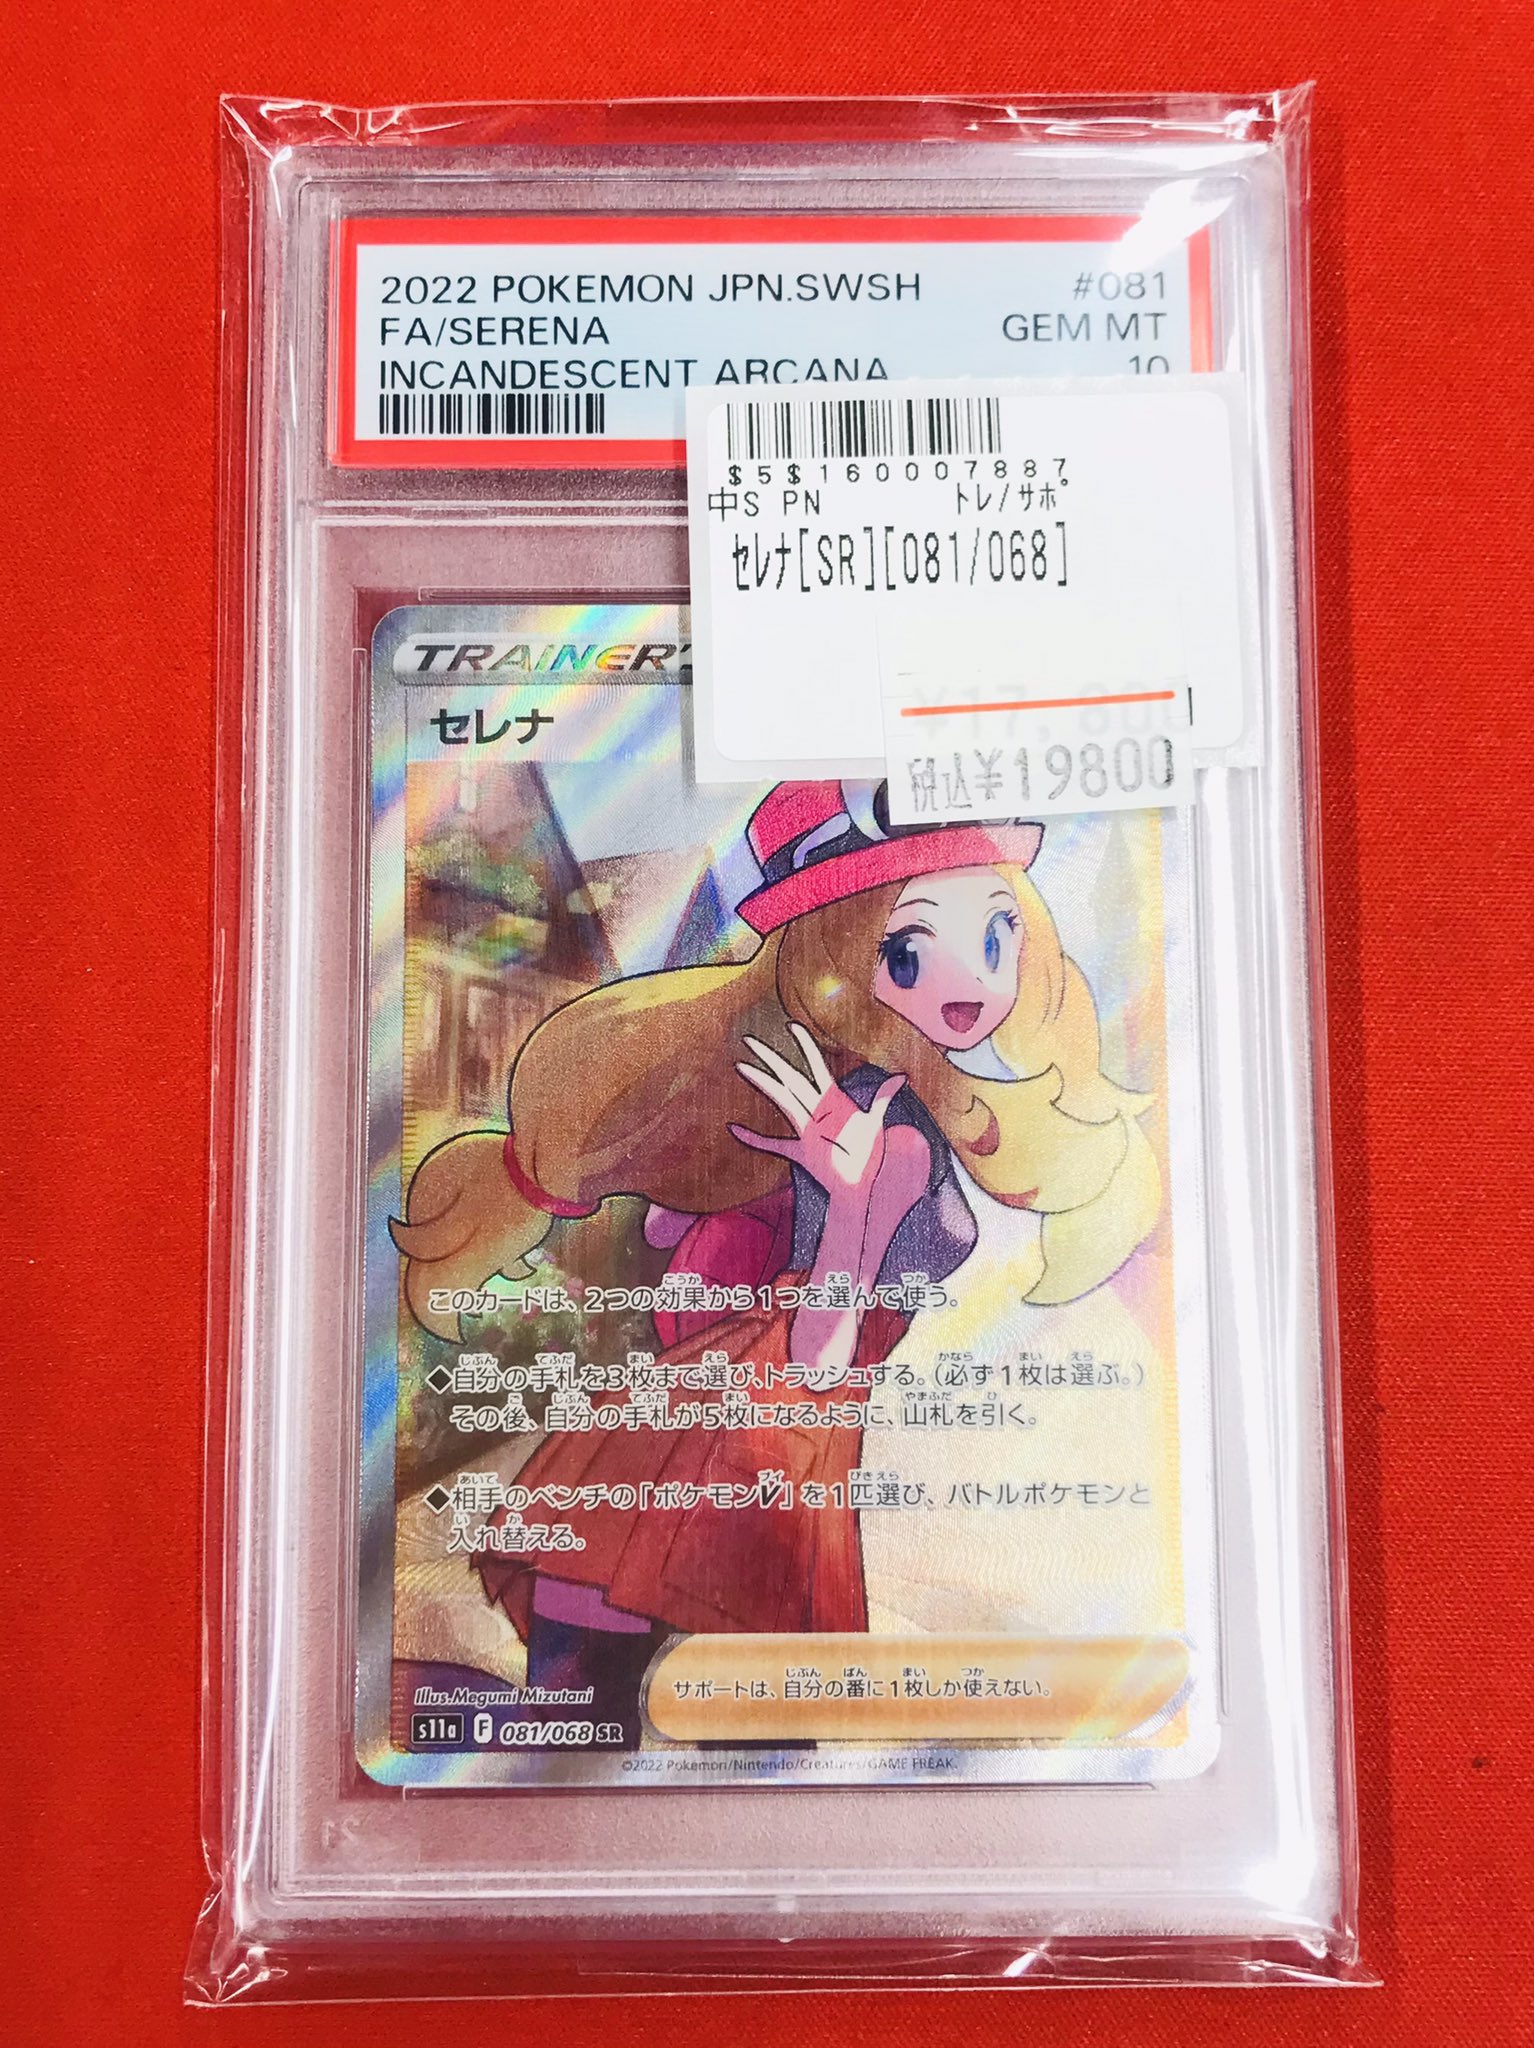 2022 POKEMON JPN.SWSH #081
FA/SERENA GEM MT
INCANDESCENT ARCANA 10
$5$160007887
中S PN ﾄﾚ/ｻﾎﾟ
ｾﾚﾅ[SR][081/068]
¥17,800
税込¥19800
TRAINER'
セレナ
このカードは、2つの効果から1つを選んで使う。
◆自分の手札を3枚まで選び、トラッシュする。(必ず1枚は選ぶ。)
その後、自分の手札が5枚になるように、山札を引く。
◆相手のベンチの「ポケモンV」を1匹選び、バトルポケモンと
入れ替える。
サポートは、自分の番に1枚しか使えない。
Illus.Megumi Mizutani
s11a F 081/068 SR
©2022 Pokémon/Nintendo/Creatures/GAME FREAK.